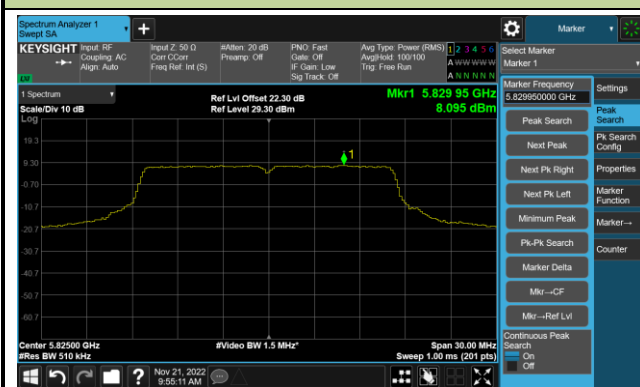 Spectrum Analyzer 1
Swept SA
KEYSIGHT
Input: RF
Coupling: AC
Align: Auto
Input Z: 50 Ω
Corr CCorr
Freq Ref: Int (S)
#Atten: 20 dB
Preamp: Off
PNO: Fast
Gate: Off
IF Gain: Low
Sig Track: Off
Avg Type: Power (RMS)
Avg|Hold: 100/100
Trig: Free Run
1 2 3 4 5 6
A W W W W W
A N N N N N
LXI
1 Spectrum
Scale/Div 10 dB
Log
Ref Lvl Offset 22.30 dB
Ref Level 29.30 dBm
Mkr1 5.829 95 GHz
8.095 dBm
1
19.3
9.30
-0.70
-10.7
-20.7
-30.7
-40.7
-50.7
-60.7
Center 5.82500 GHz
#Res BW 510 kHz
#Video BW 1.5 MHz*
Span 30.00 MHz
Sweep 1.00 ms (201 pts)
Nov 21, 2022
9:55:11 AM
Marker
Select Marker
Marker 1
Marker Frequency
5.829950000 GHz
Peak Search
Next Peak
Next Pk Right
Next Pk Left
Minimum Peak
Pk-Pk Search
Marker Delta
Mkr→CF
Mkr→Ref Lvl
Continuous Peak
Search
On
Off
Settings
Peak
Search
Pk Search
Config
Properties
Marker
Function
Marker→
Counter